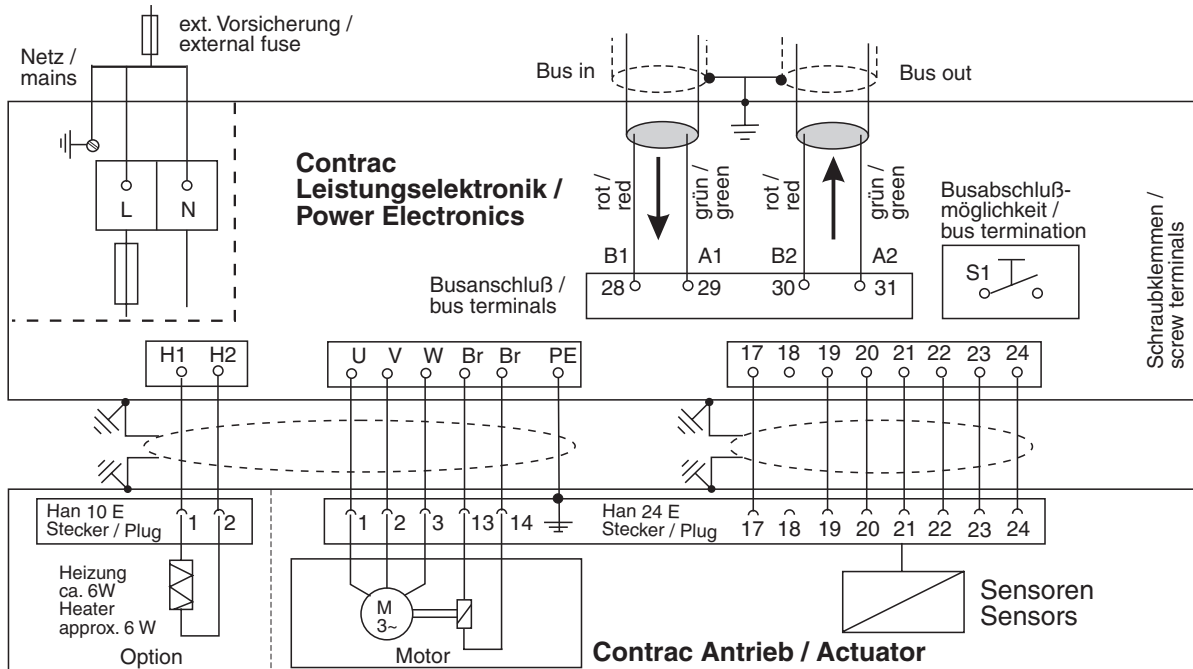 ext. Vorsicherung /
external fuse
Netz /
mains
Bus in
Bus out
Contrac
Leistungselektronik /
Power Electronics
L N
rot /
red
grün /
green
rot /
red
grün /
green
Busabschluß-
möglichkeit /
bus termination
S1
Schraubklemmen /
screw terminals
B1 A1 B2 A2
Busanschluß /
bus terminals
28 29 30 31
H1 H2
U V W Br Br PE
17 18 19 20 21 22 23 24
Han 10 E
Stecker / Plug
1 2
1 2 3 13 14
Han 24 E
Stecker / Plug
17 18 19 20 21 22 23 24
Heizung
ca. 6W
Heater
approx. 6 W
Option
M
3~
Motor
Sensoren
Sensors
Contrac Antrieb / Actuator